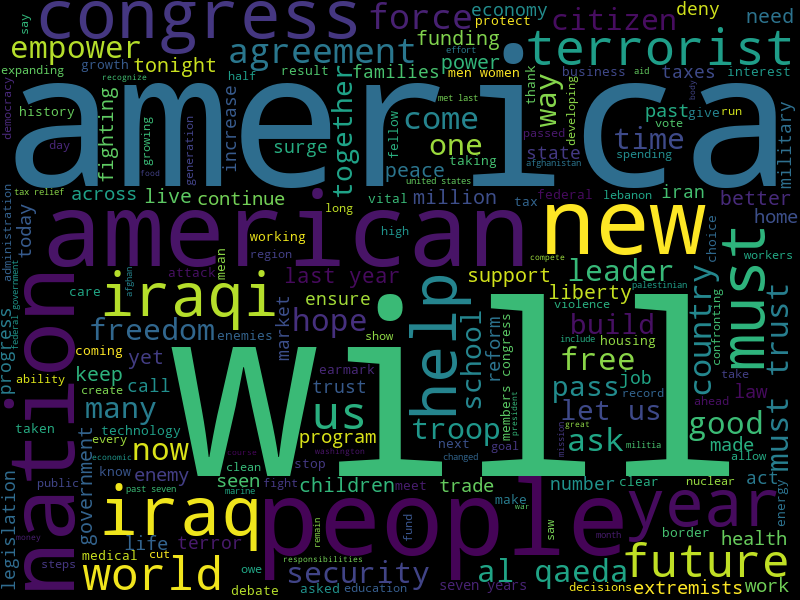 say
congress
force
economy
protect
citizen
deny
need
empower
agreement
funding
terrorist
expanding
growth
effort
tonight
recognize
half
result
families
power
men women
business
aid
taxes
interest
america
democracy
history
fighting
growing
generation
increase
surge
together
met last
fellow
come
one
thank
way
developing
passed
state
past
give
run
vote
time
spending
military
day
peace
taking
afghanistan
united states
tax relief
across
live
continue
vital
million
tax
federal
lebanon
iran
better
home
administration
today
american
long
working
high
new
choice
workers
region
mean
attack
last year
iraqi
care
afghan
ensure
support
leader
compete
palestinian
country
must
must trust
liberty
violence
progress
federal government
nation
freedom
enemies
market
hope
show
help
school
reform
build
include
housing
confronting
coming
yet
free
ability
keep
call
trust
earmark
will
pass
job
take
law
create
many
us
members congress
president
record
ahead
let us
good
taken
technology
program
troop
next
great
government
every
now
economic
course
washington
goal
changed
mission
ask
militia
made
allow
know
enemy
clean
seen
stop
public
past seven
fight
children
meet
trade
number
clear
nuclear
act
energy
legislation
iraq
marine
people
make
war
saw
year
money
life
terror
remain
fund
month
border
health
steps
medical
cut
owe
security
responsibilities
future
world
debate
asked
education
seven years
al qaeda
decisions
extremists
work
body
food